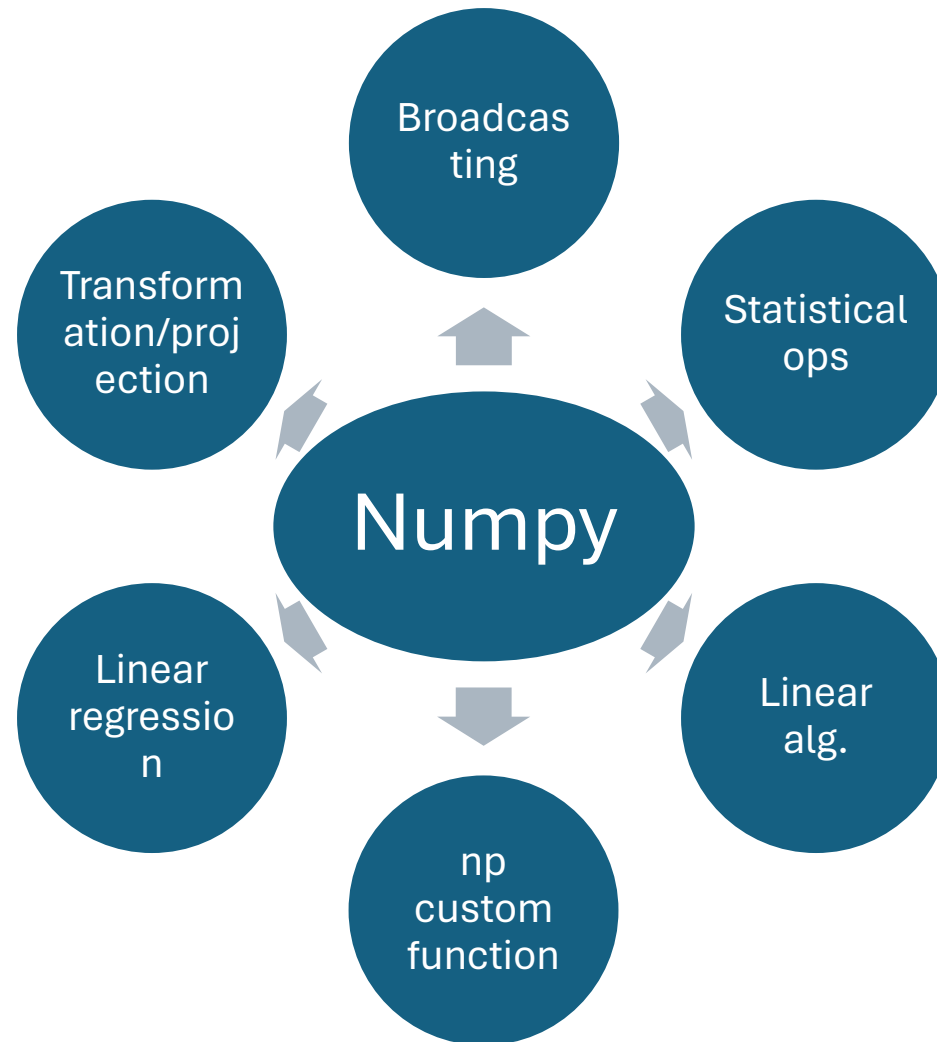 Broadcas
ting
Statistical
ops
Linear
alg.
np
custom
function
Linear
regressio
n
Transform
ation/proj
ection
Numpy